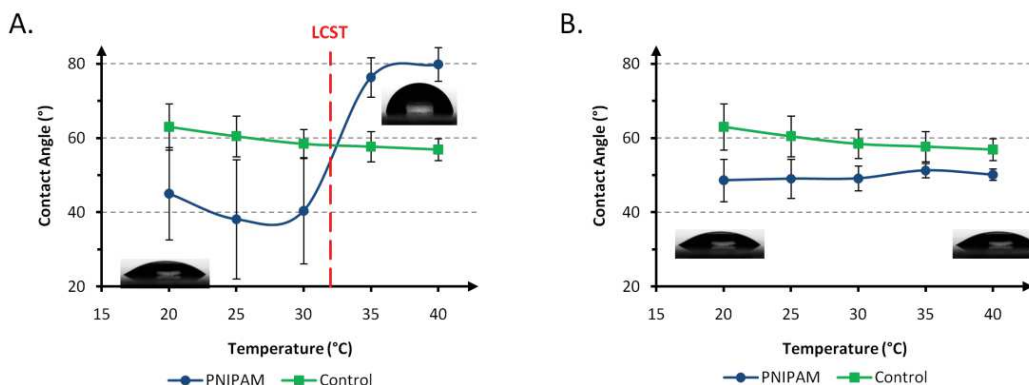 A.
LCST
80
60
40
20
Contact Angle (°)
15 20 25 30 35 40
Temperature (°C)
PNIPAM Control
B.
80
60
40
20
Contact Angle (°)
15 20 25 30 35 40
Temperature (°C)
PNIPAM Control